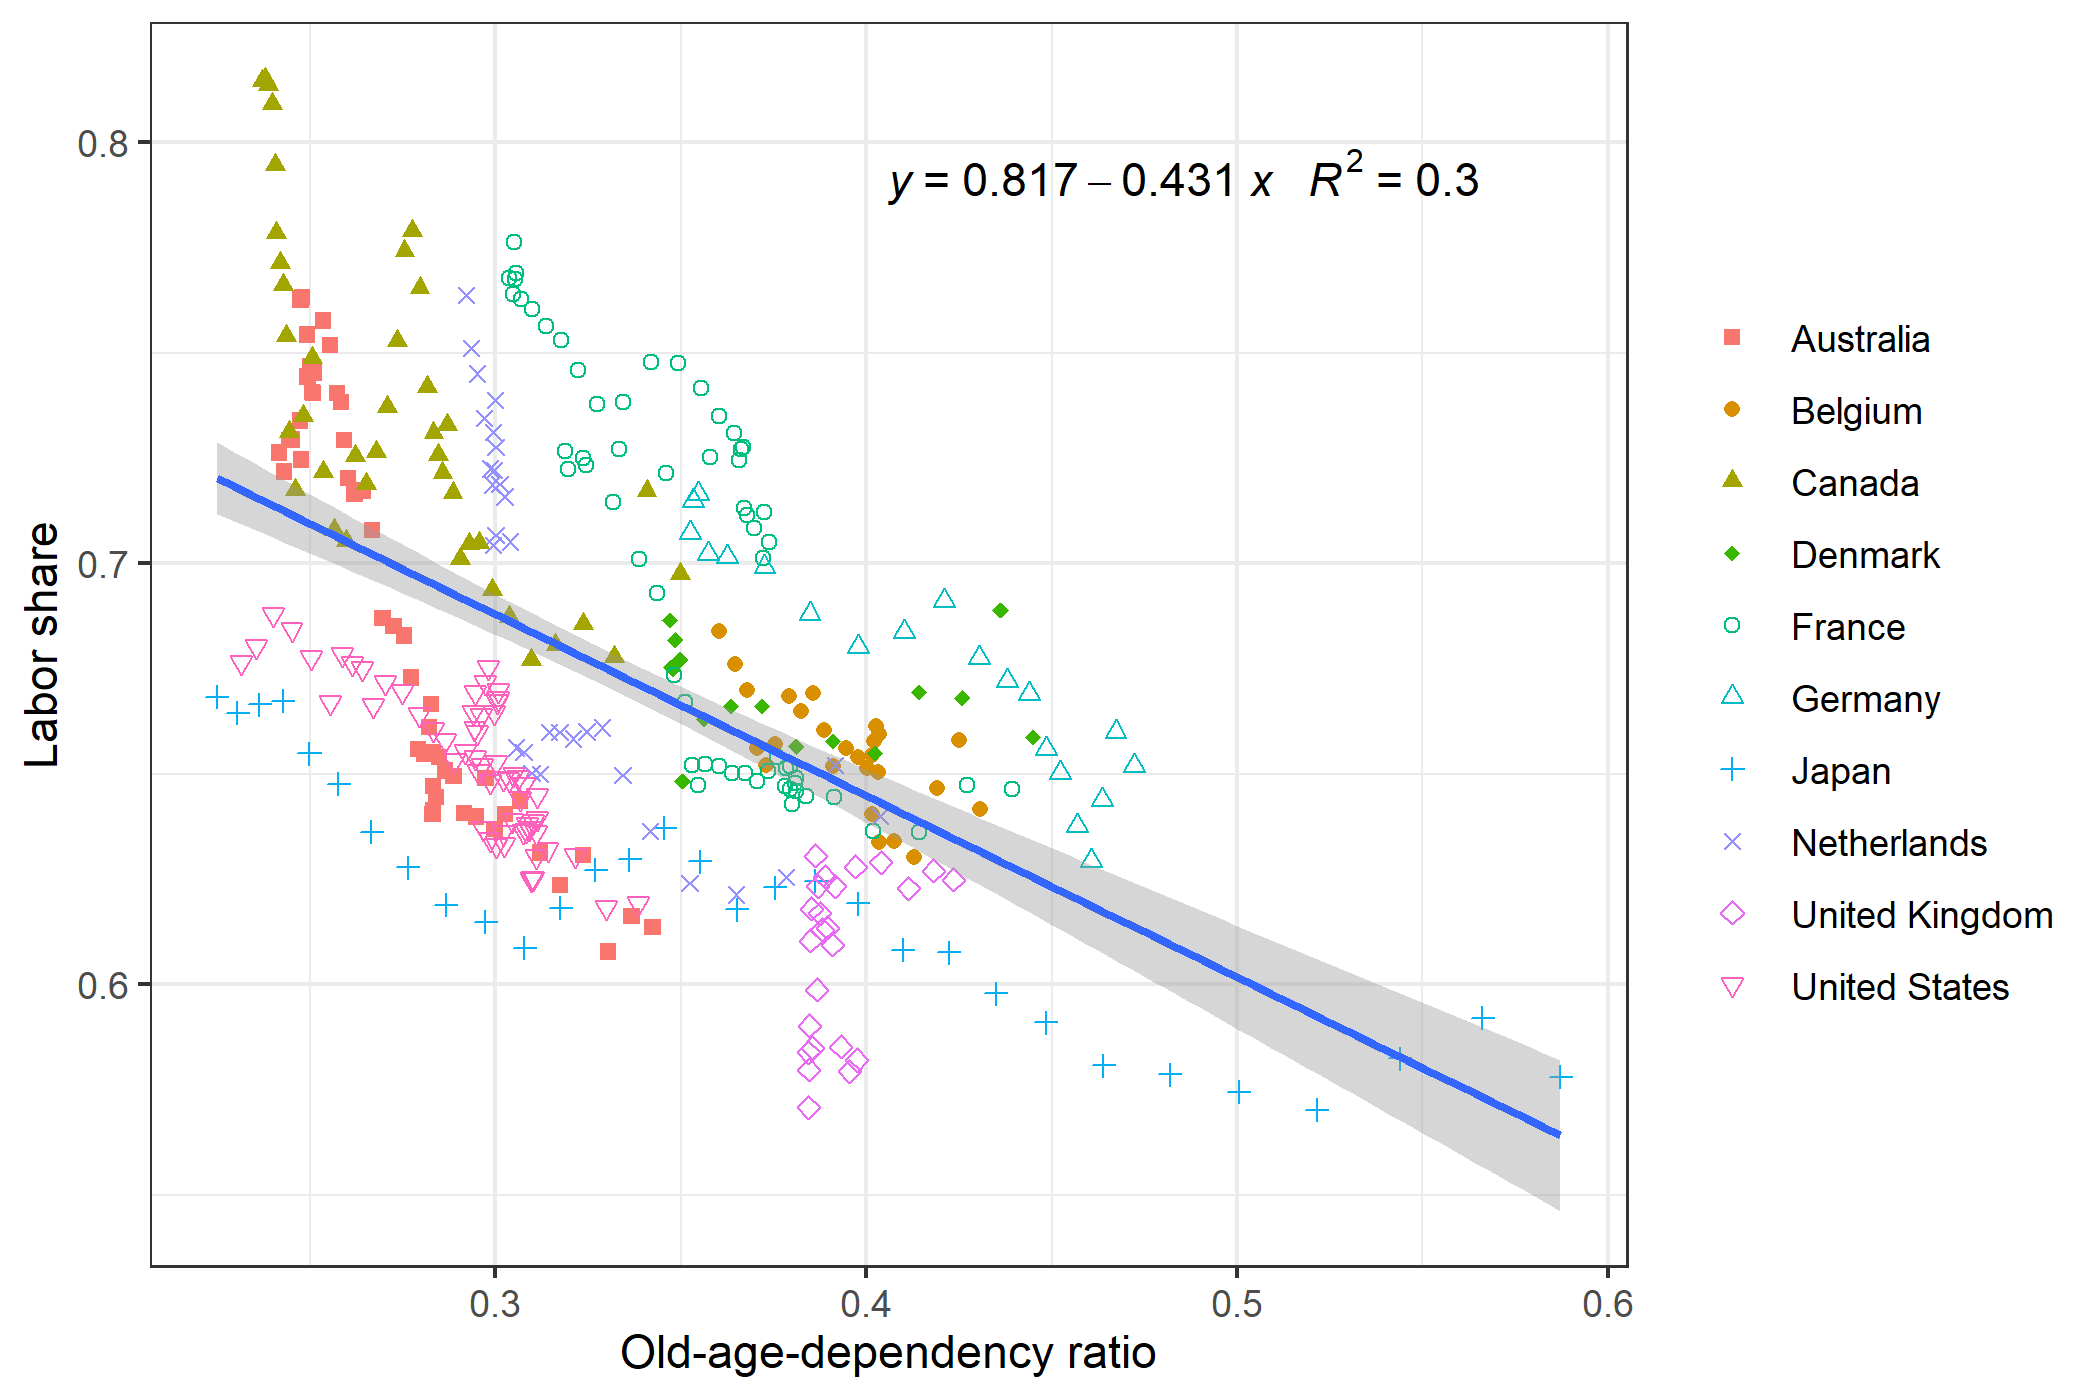 y = 0.817 – 0.431 x R² = 0.3
0.8
0.7
0.6
Labor share
0.3 0.4 0.5 0.6
Old-age-dependency ratio
Australia
Belgium
Canada
Denmark
France
Germany
Japan
Netherlands
United Kingdom
United States